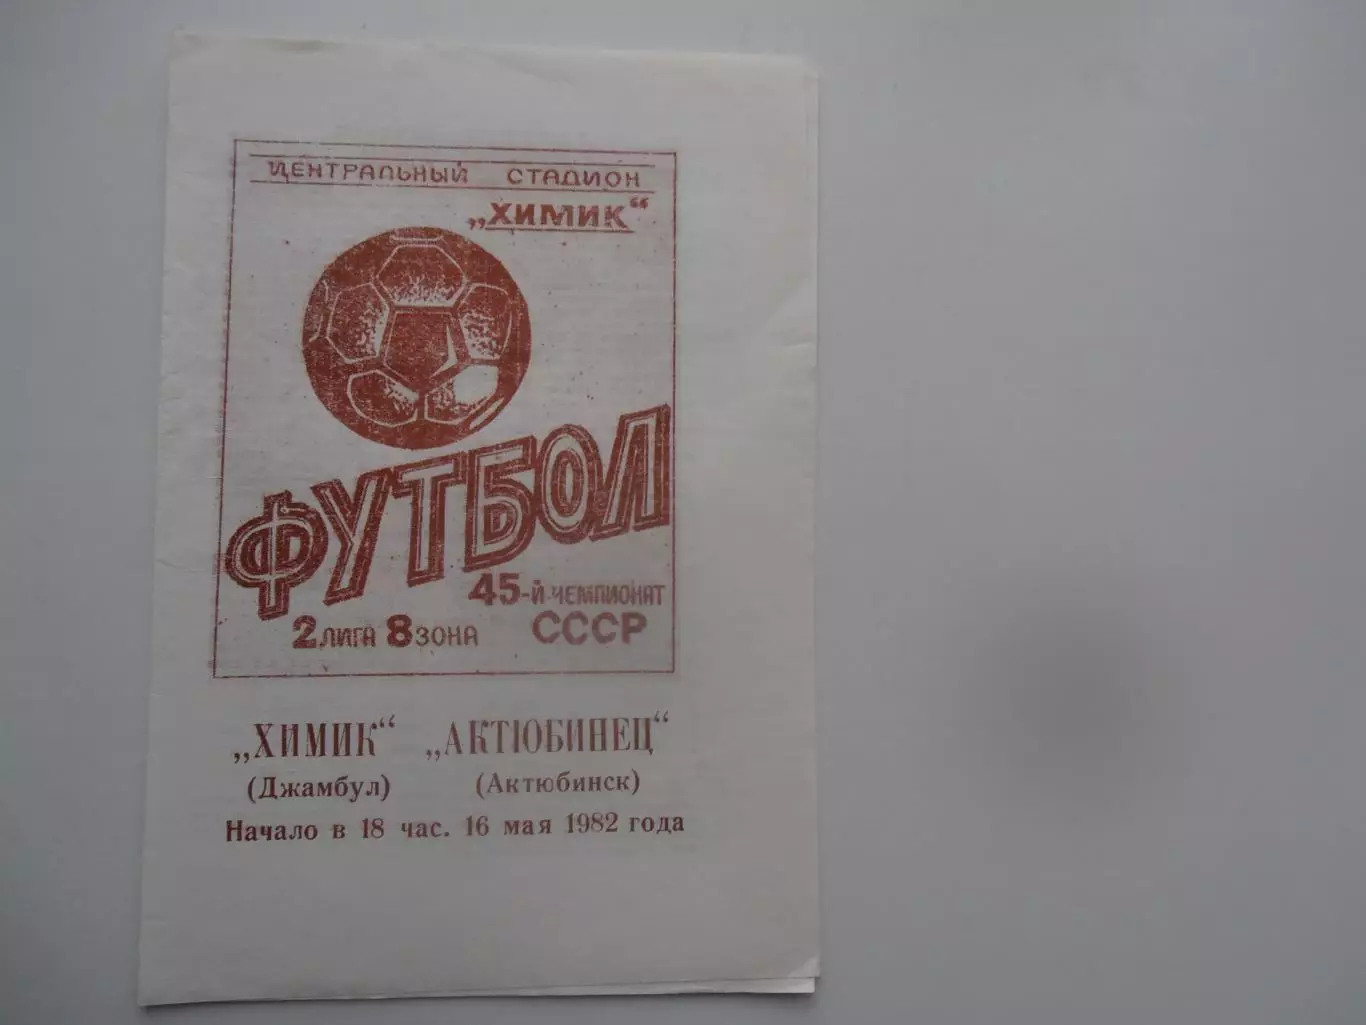 ЦЕНТРАЛЬНЫЙ СТАДИОН
„ХИМИК“
ФУТБОЛ
45-й ЧЕМПИОНАТ
2 ЛИГА 8 ЗОНА СССР
„ХИМИК“ „АКТЮБИНЕЦ“
(Джамбул) (Актюбинск)
Начало в 18 час. 16 мая 1982 года